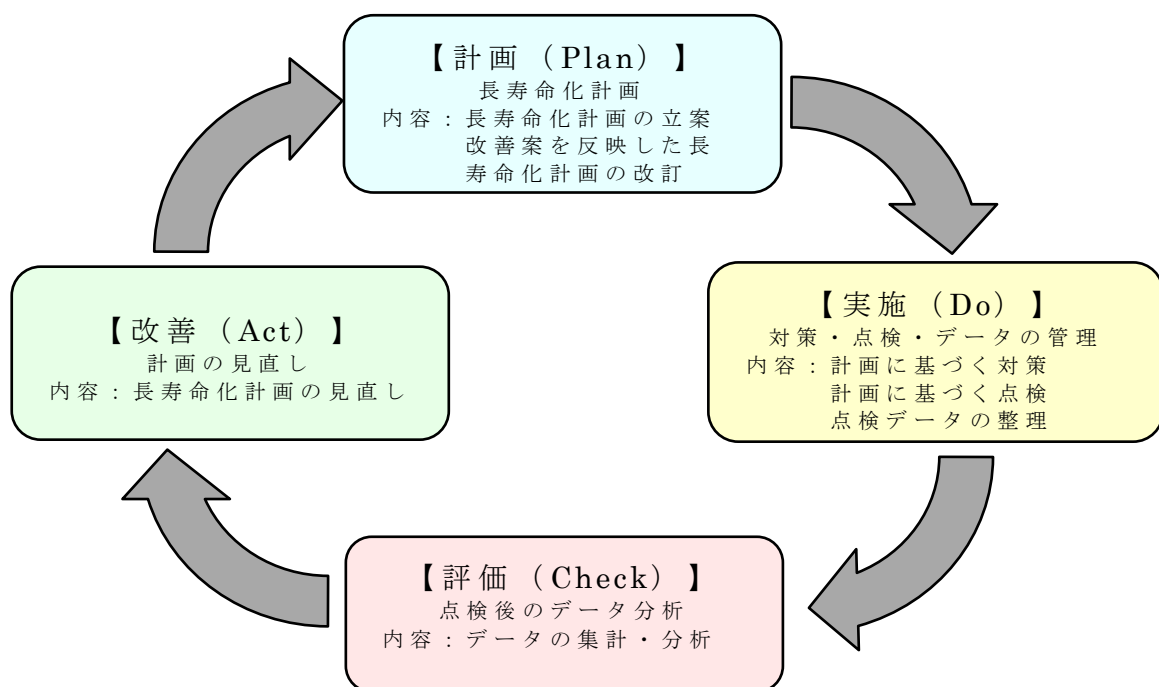 【計画（Plan）】
長寿命化計画
内容：長寿命化計画の立案
改善案を反映した長
寿命化計画の改訂
【実施（Do）】
対策・点検・データの管理
内容：計画に基づく対策
計画に基づく点検
点検データの整理
【評価（Check）】
点検後のデータ分析
内容：データの集計・分析
【改善（Act）】
計画の見直し
内容：長寿命化計画の見直し